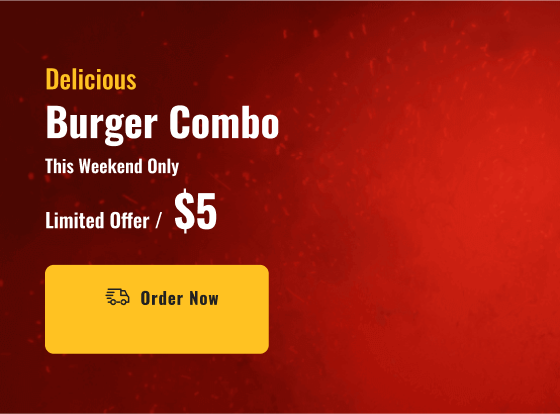 Delicious
Burger Combo
This Weekend Only
Limited Offer / $5
Order Now